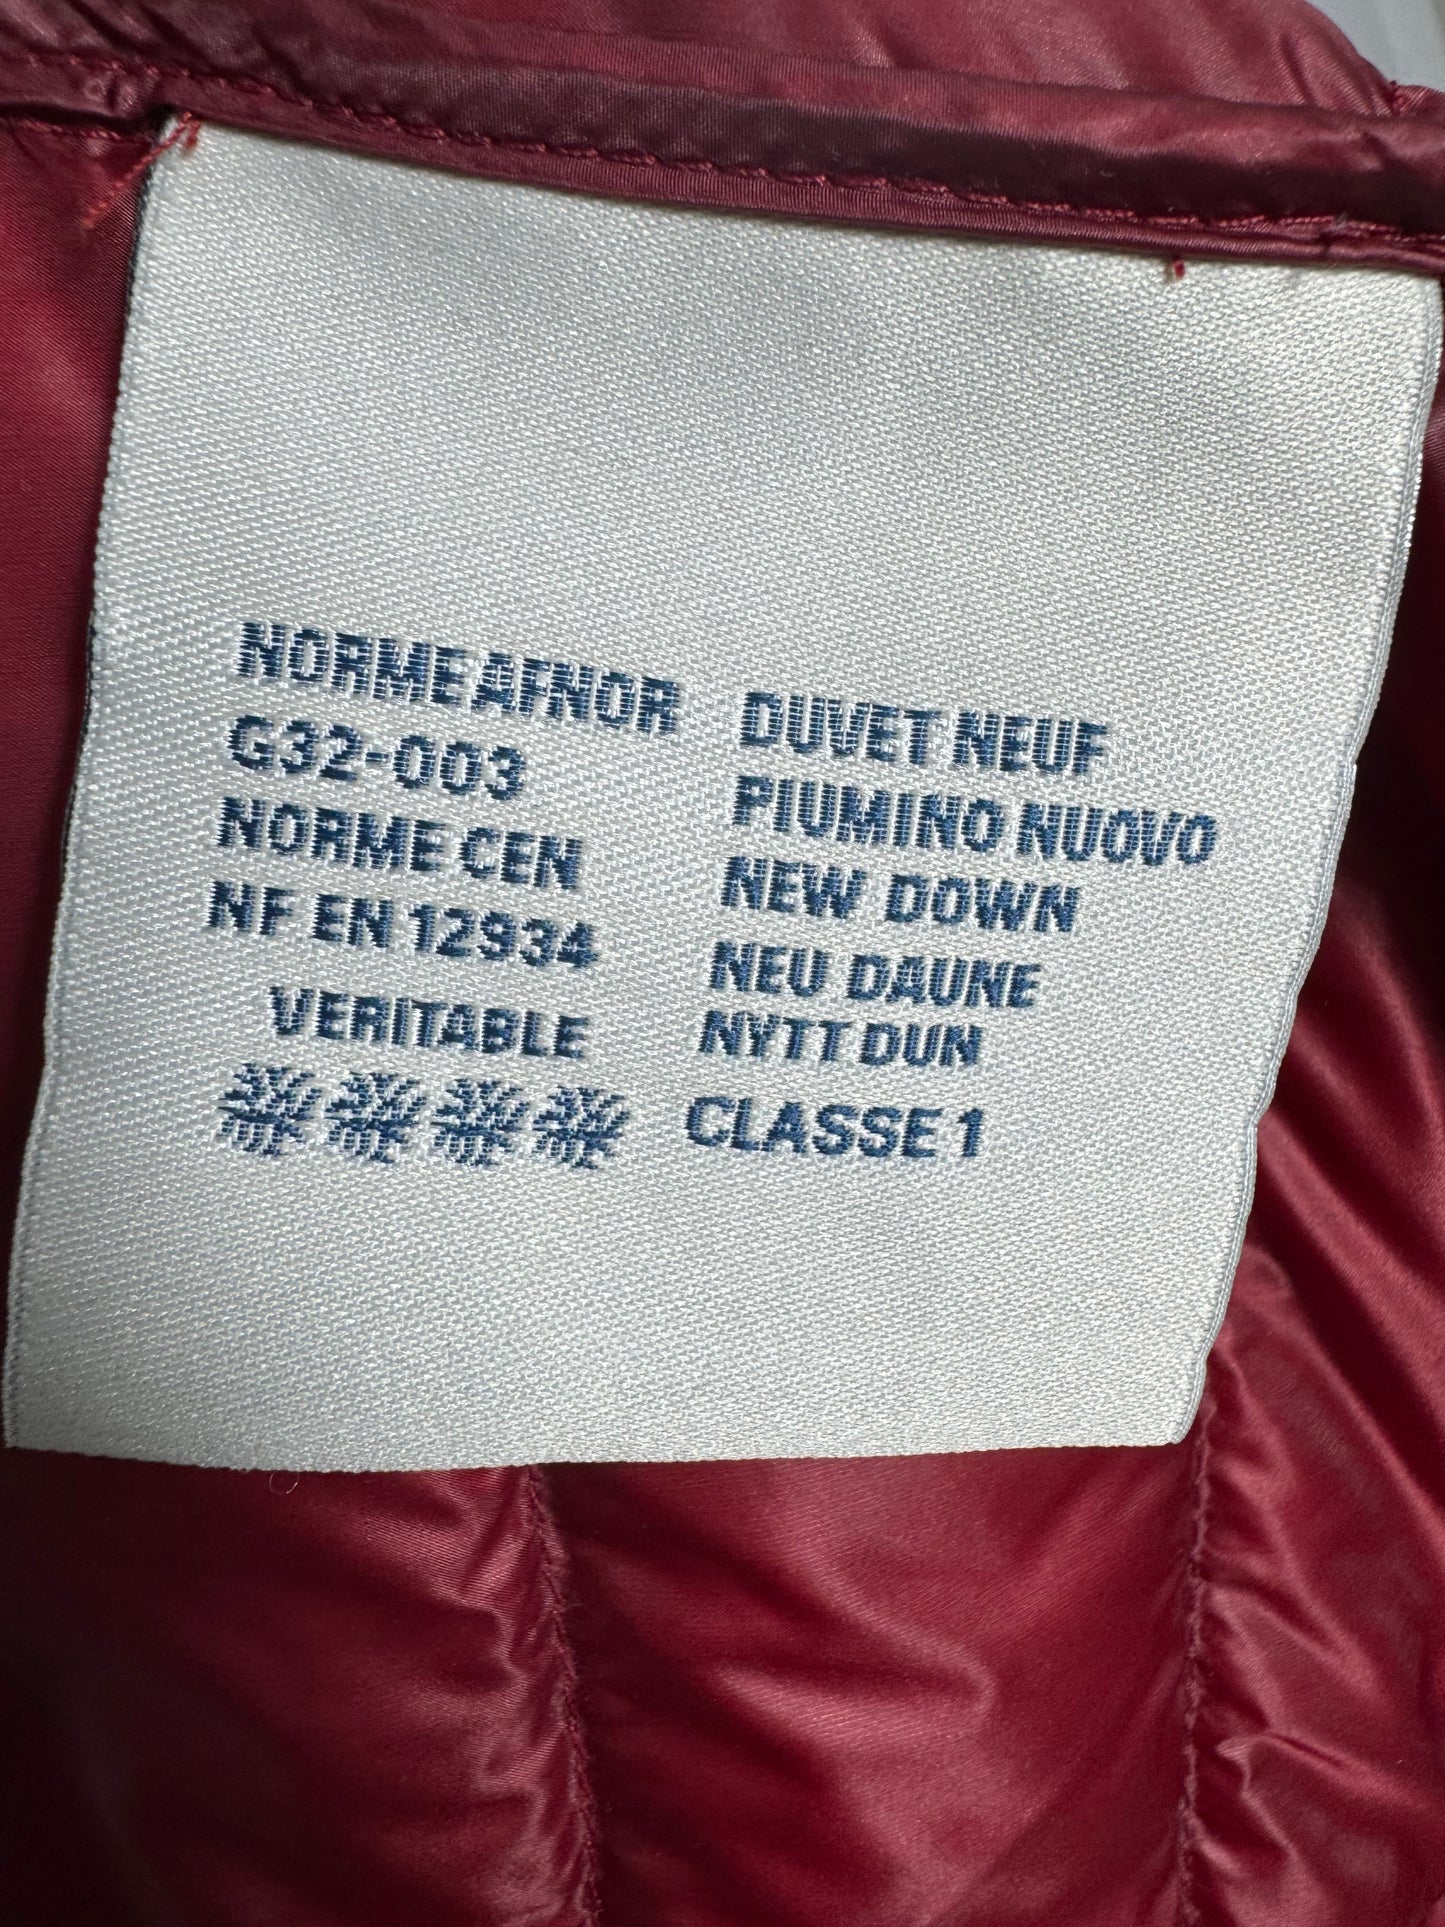 NORME AFNOR
G32-003
NORME CEN
NF EN 12934
VERITABLE
DUVET NEUF
PIUMINO NUOVO
NEW DOWN
NEU DAUNE
NYTT DUN
CLASSE 1